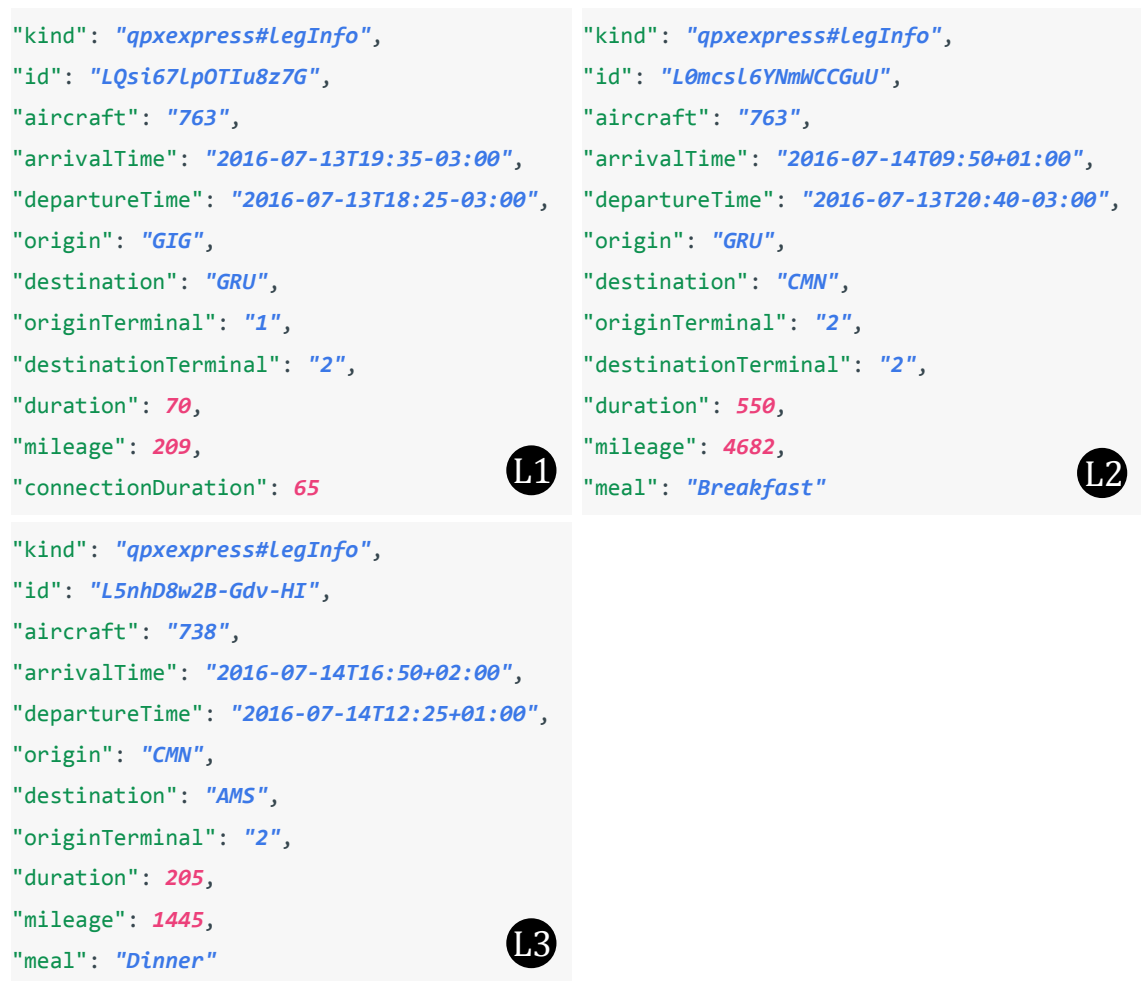 "kind": "qpxexpress#legInfo",
"id": "LQsi67lpOTIu8z7G",
"aircraft": "763",
"arrivalTime": "2016-07-13T19:35-03:00",
"departureTime": "2016-07-13T18:25-03:00",
"origin": "GIG",
"destination": "GRU",
"originTerminal": "1",
"destinationTerminal": "2",
"duration": 70,
"mileage": 209,
"connectionDuration": 65
L1
"kind": "qpxexpress#legInfo",
"id": "L0mcsl6YNmWCCGuU",
"aircraft": "763",
"arrivalTime": "2016-07-14T09:50+01:00",
"departureTime": "2016-07-13T20:40-03:00",
"origin": "GRU",
"destination": "CMN",
"originTerminal": "2",
"destinationTerminal": "2",
"duration": 550,
"mileage": 4682,
"meal": "Breakfast"
L2
"kind": "qpxexpress#legInfo",
"id": "L5nhD8w2B-Gdv-HI",
"aircraft": "738",
"arrivalTime": "2016-07-14T16:50+02:00",
"departureTime": "2016-07-14T12:25+01:00",
"origin": "CMN",
"destination": "AMS",
"originTerminal": "2",
"duration": 205,
"mileage": 1445,
"meal": "Dinner"
L3